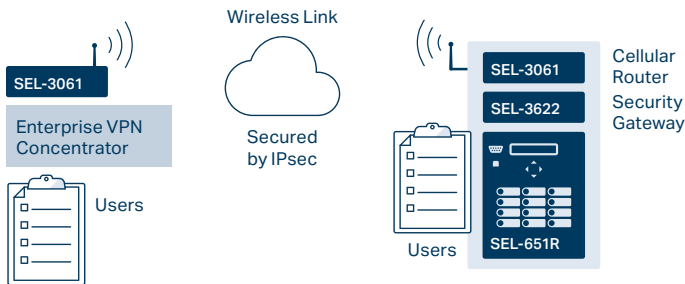 SEL-3061
Enterprise VPN
Concentrator
Users
Wireless Link
Secured
by IPsec
SEL-3061
Cellular
Router
SEL-3622
Security
Gateway
SEL-651R
Users